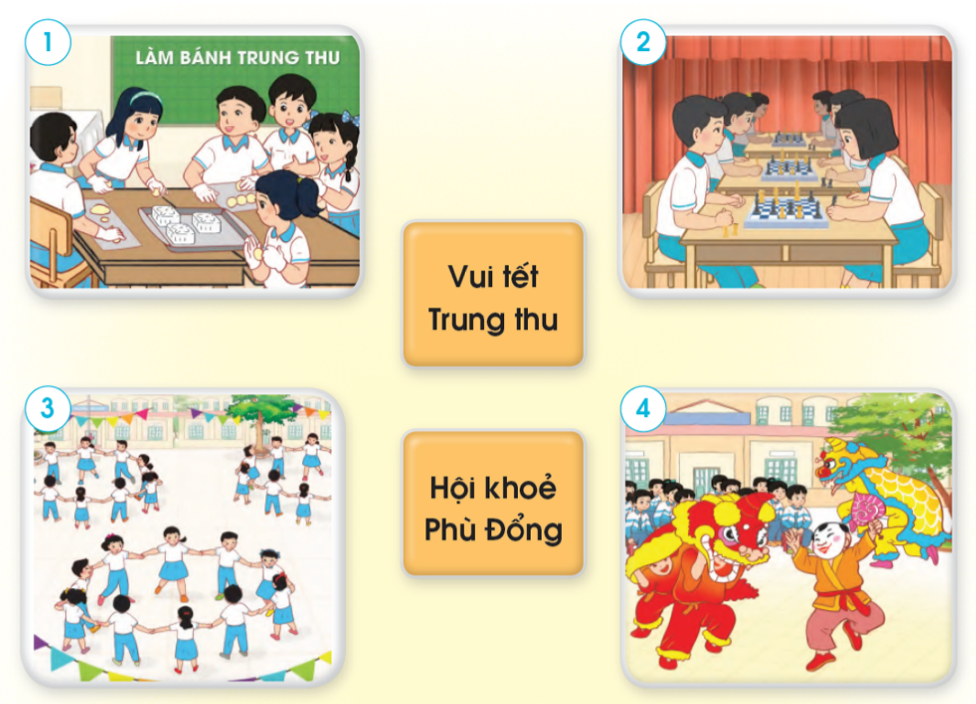 1
LÀM BÁNH TRUNG THU
2
Vui tết
Trung thu
3
4
Hội khoẻ
Phù Đổng